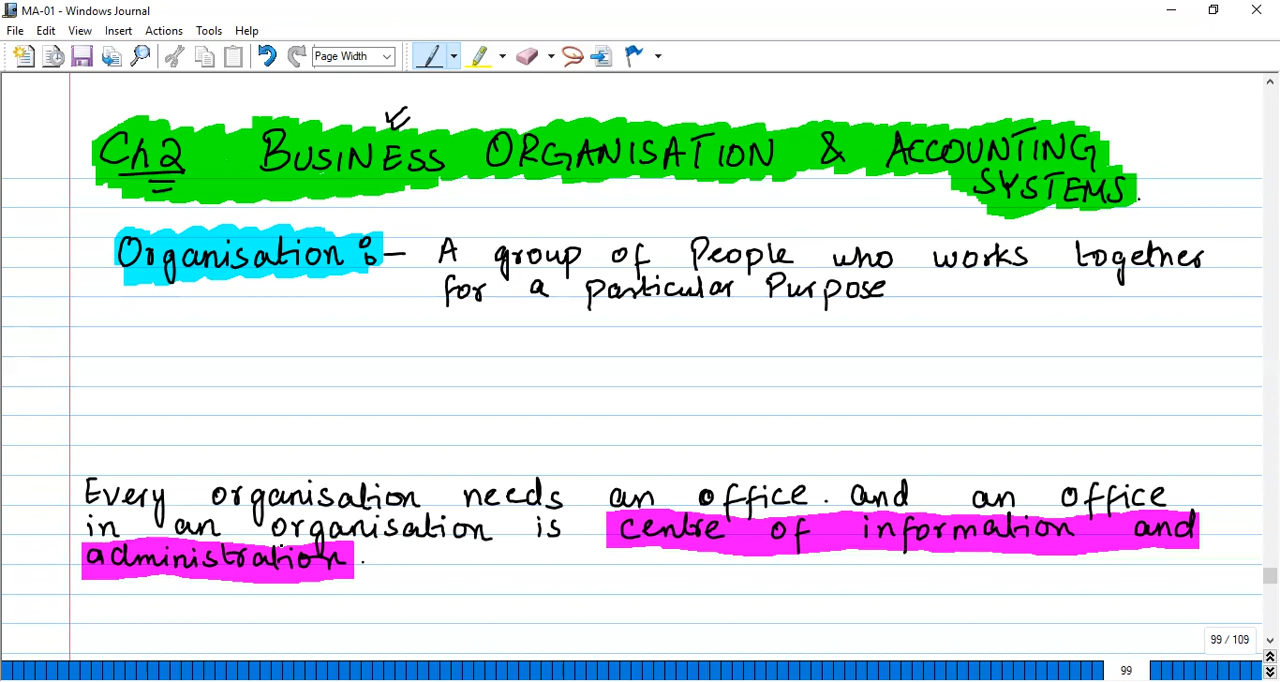 MA-01 - Windows Journal
File Edit View Insert Actions Tools Help
Page Width
Ch 2 BUSINESS ORGANISATION & ACCOUNTING
SYSTEMS.
Organisation :- A group of People who works together
for a particular Purpose
Every organisation needs an office. and an office
in an organisation is centre of information and
administration.
99 / 109
99